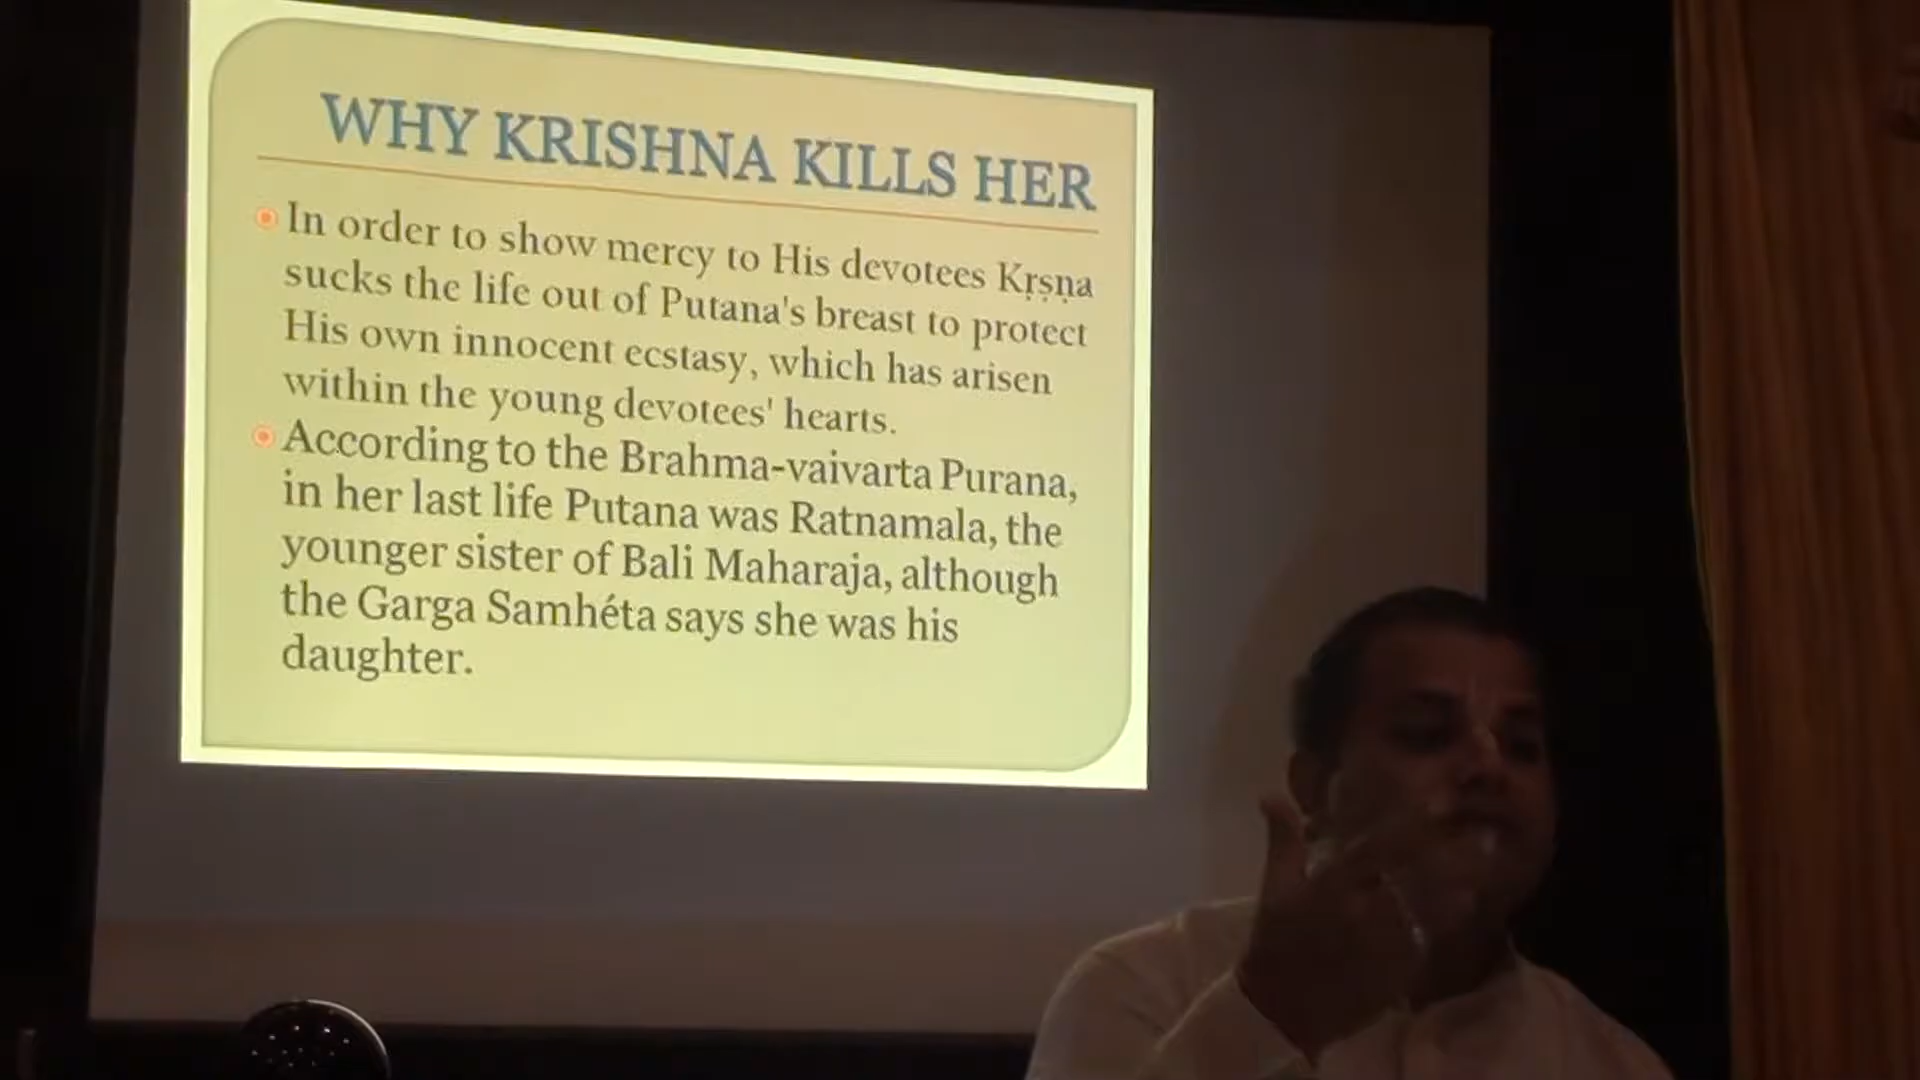 WHY KRISHNA KILLS HER
In order to show mercy to His devotees Kṛṣṇa
sucks the life out of Putana's breast to protect
His own innocent ecstasy, which has arisen
within the young devotees' hearts.
According to the Brahma-vaivarta Purana,
in her last life Putana was Ratnamala, the
younger sister of Bali Maharaja, although
the Garga Samhéta says she was his
daughter.